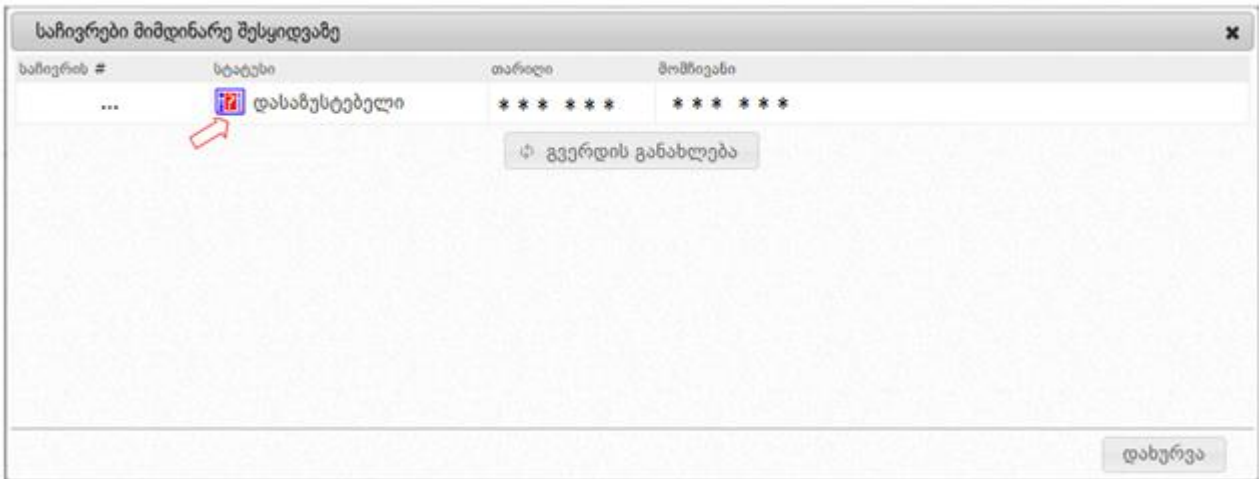 საჩივრები მიმდინარე შესყიდვაზე
საჩივრის # სტატუსი თარიღი მომჩივანი
... დასაზუსტებელი * * * * * * * * * * * *
გვერდის განახლება
დახურვა